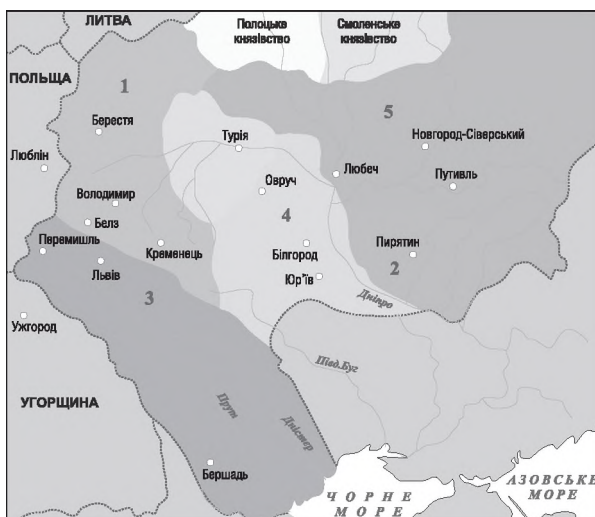 ЛИТВА
Полоцьке
князівство
Смоленське
князівство
ПОЛЬЩА
1
5
Берестя
Турія
Новгород-Сіверський
Люблін
Любеч
Овруч
Путивль
Володимир
4
Белз
Перемишль
Кременець
Білгород
Пирятин
Львів
2
Юр'їв
3
Дніпро
Ужгород
Півд.Буг
УГОРЩИНА
Прут
Дністер
Бершадь
ЧОРНЕ
МОРЕ
АЗОВСЬКЕ
МОРЕ